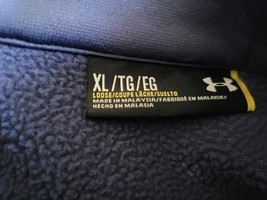 XL/TG/EG
LOOSE/COUPE LÂCHE/SUELTO
MADE IN MALAYSIA/FABRIQUÉ EN MALAISIE/
HECHO EN MALASIA